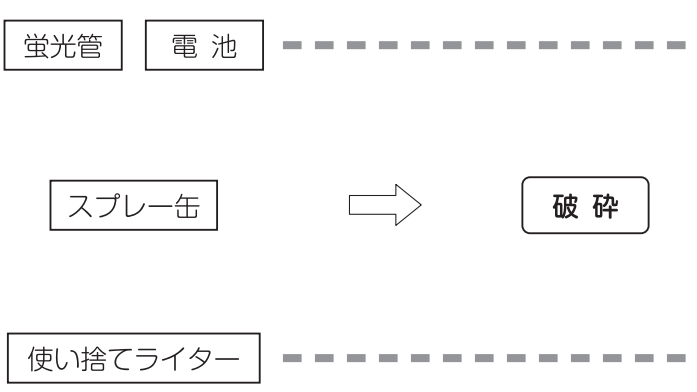 蛍光管 電池
スプレー缶 破砕
使い捨てライター